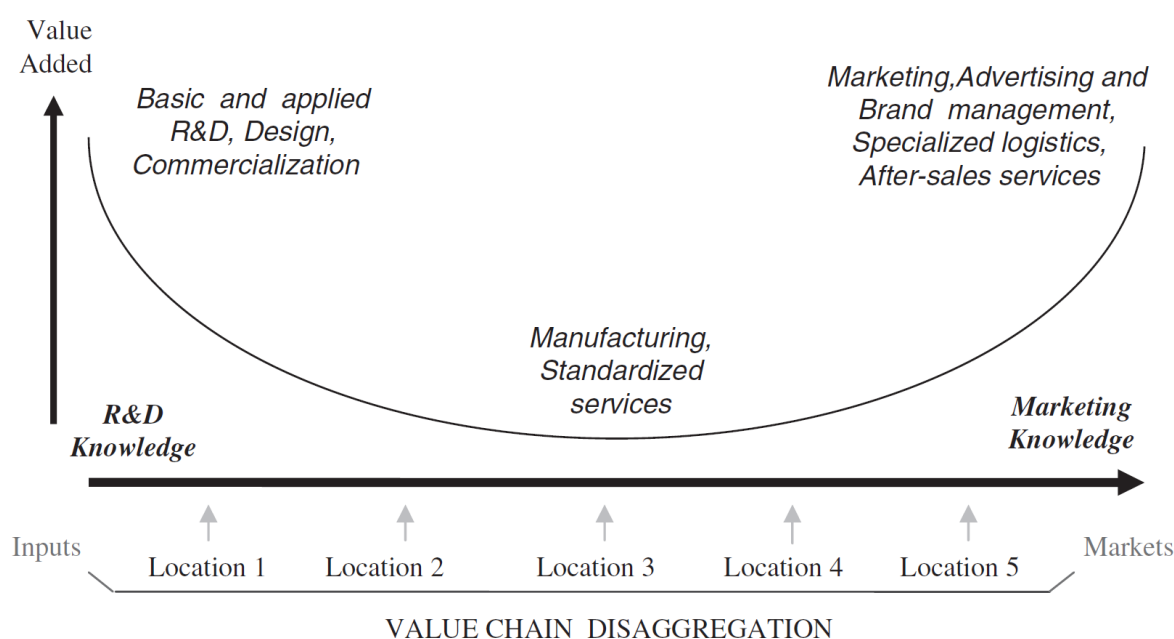 Value
Added
Basic and applied
R&D, Design,
Commercialization
Marketing,Advertising and
Brand management,
Specialized logistics,
After-sales services
Manufacturing,
Standardized
services
R&D
Knowledge
Marketing
Knowledge
Inputs
Markets
Location 1 Location 2 Location 3 Location 4 Location 5
VALUE CHAIN DISAGGREGATION